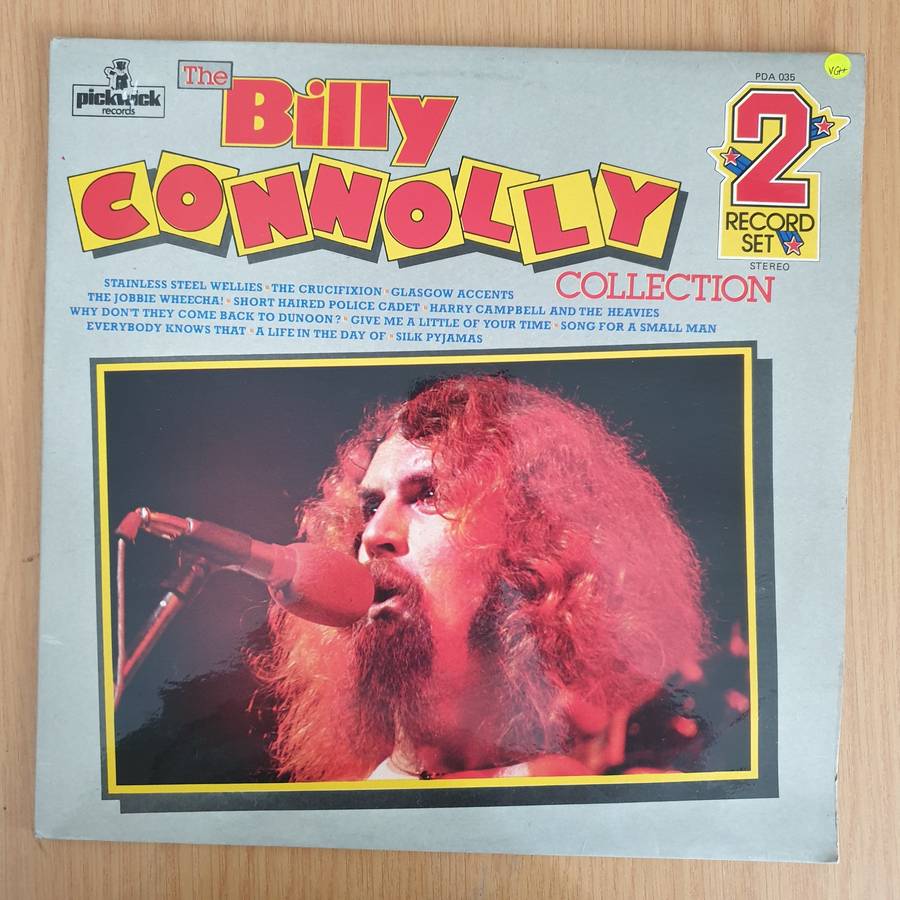 pickwick
records
The
Billy
CONNOLLY
COLLECTION
PDA 035
VG+
2
RECORD
SET
STEREO
STAINLESS STEEL WELLIES • THE CRUCIFIXION • GLASGOW ACCENTS
THE JOBBIE WHEECHA! • SHORT HAIRED POLICE CADET • HARRY CAMPBELL AND THE HEAVIES
WHY DON'T THEY COME BACK TO DUNOON? • GIVE ME A LITTLE OF YOUR TIME • SONG FOR A SMALL MAN
EVERYBODY KNOWS THAT • A LIFE IN THE DAY OF • SILK PYJAMAS